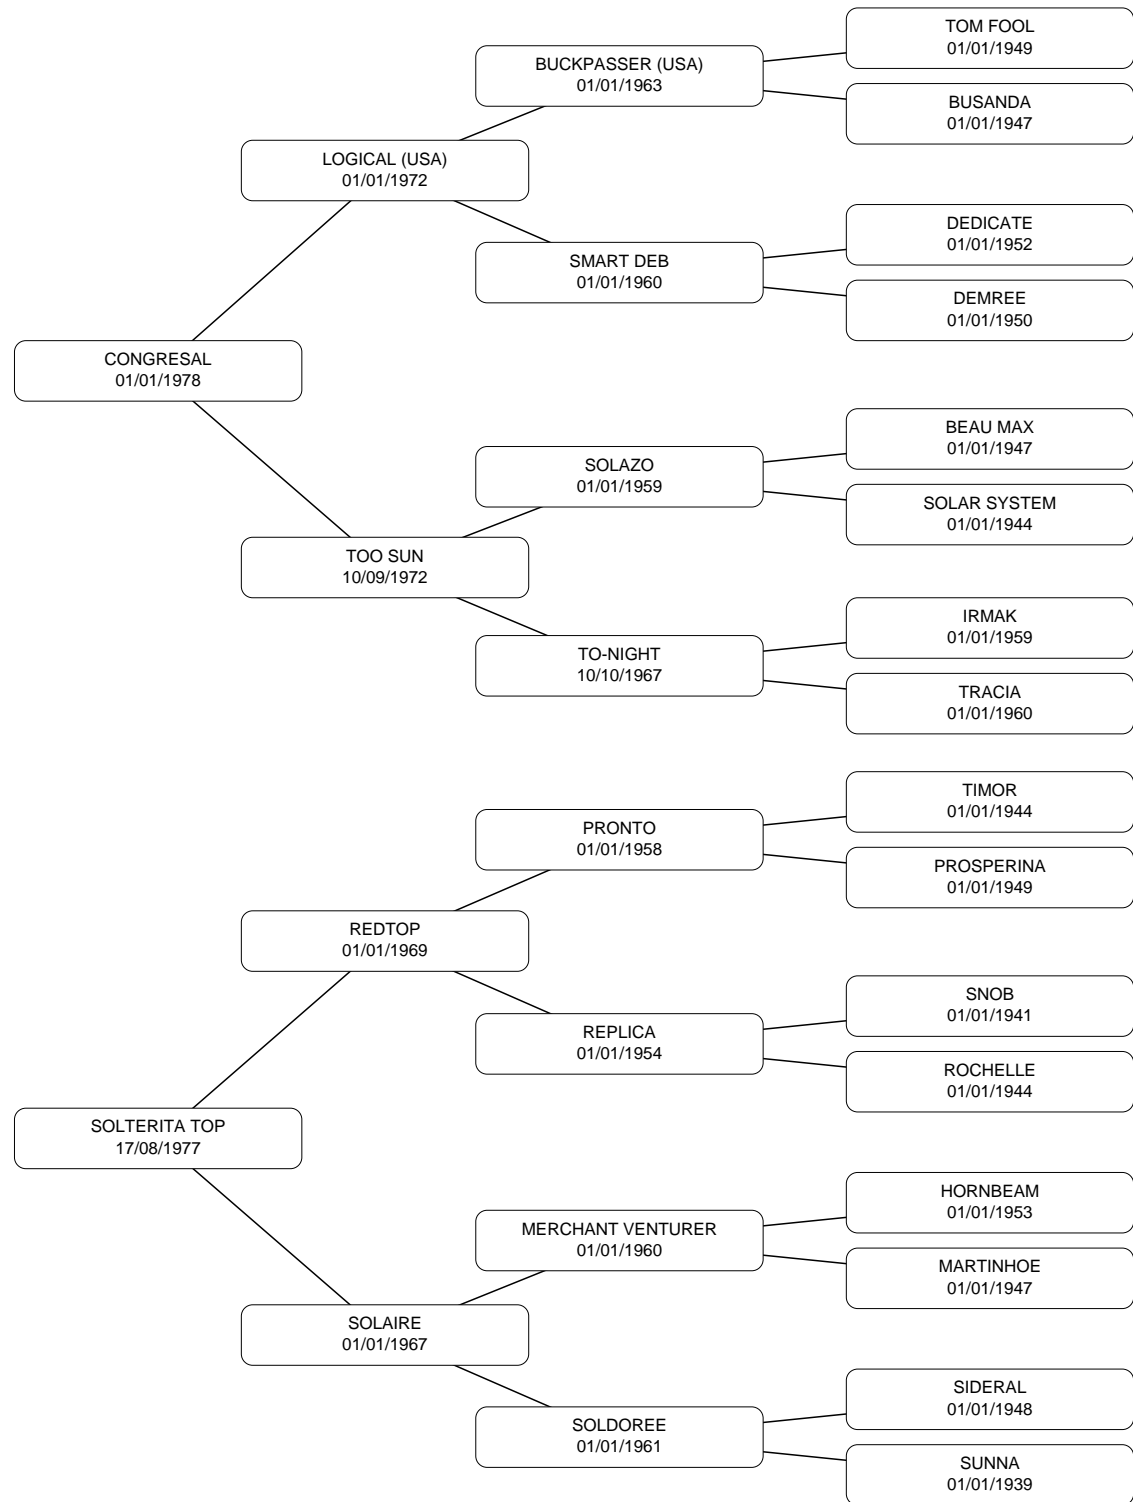 TOM FOOL
01/01/1949
BUCKPASSER (USA)
01/01/1963
BUSANDA
01/01/1947
LOGICAL (USA)
01/01/1972
DEDICATE
01/01/1952
SMART DEB
01/01/1960
DEMREE
01/01/1950
CONGRESAL
01/01/1978
BEAU MAX
01/01/1947
SOLAZO
01/01/1959
SOLAR SYSTEM
01/01/1944
TOO SUN
10/09/1972
IRMAK
01/01/1959
TO-NIGHT
10/10/1967
TRACIA
01/01/1960
TIMOR
01/01/1944
PRONTO
01/01/1958
PROSPERINA
01/01/1949
REDTOP
01/01/1969
SNOB
01/01/1941
REPLICA
01/01/1954
ROCHELLE
01/01/1944
SOLTERITA TOP
17/08/1977
HORNBEAM
01/01/1953
MERCHANT VENTURER
01/01/1960
MARTINHOE
01/01/1947
SOLAIRE
01/01/1967
SIDERAL
01/01/1948
SOLDOREE
01/01/1961
SUNNA
01/01/1939